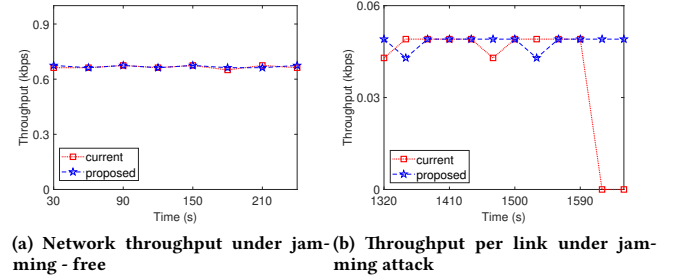 0.9
0.6
0.3
0
Throughput (kbps)
current
proposed
30 90 150 210
Time (s)
0.06
0.03
0
Throughput (kbps)
current
proposed
1320 1410 1500 1590
Time (s)
(a) Network throughput under jam-
ming - free
(b) Throughput per link under jam-
ming attack